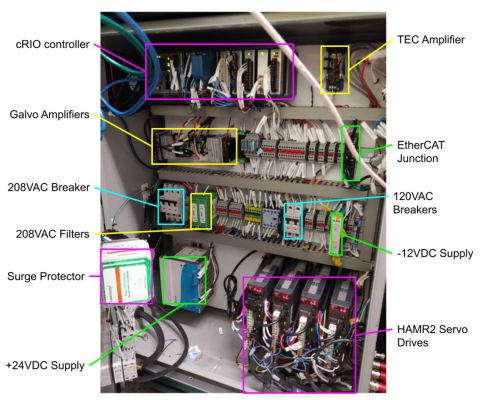 cRIO controller
TEC Amplifier
Galvo Amplifiers
EtherCAT
Junction
208VAC Breaker
120VAC
Breakers
208VAC Filters
-12VDC Supply
Surge Protector
HAMR2 Servo
Drives
+24VDC Supply